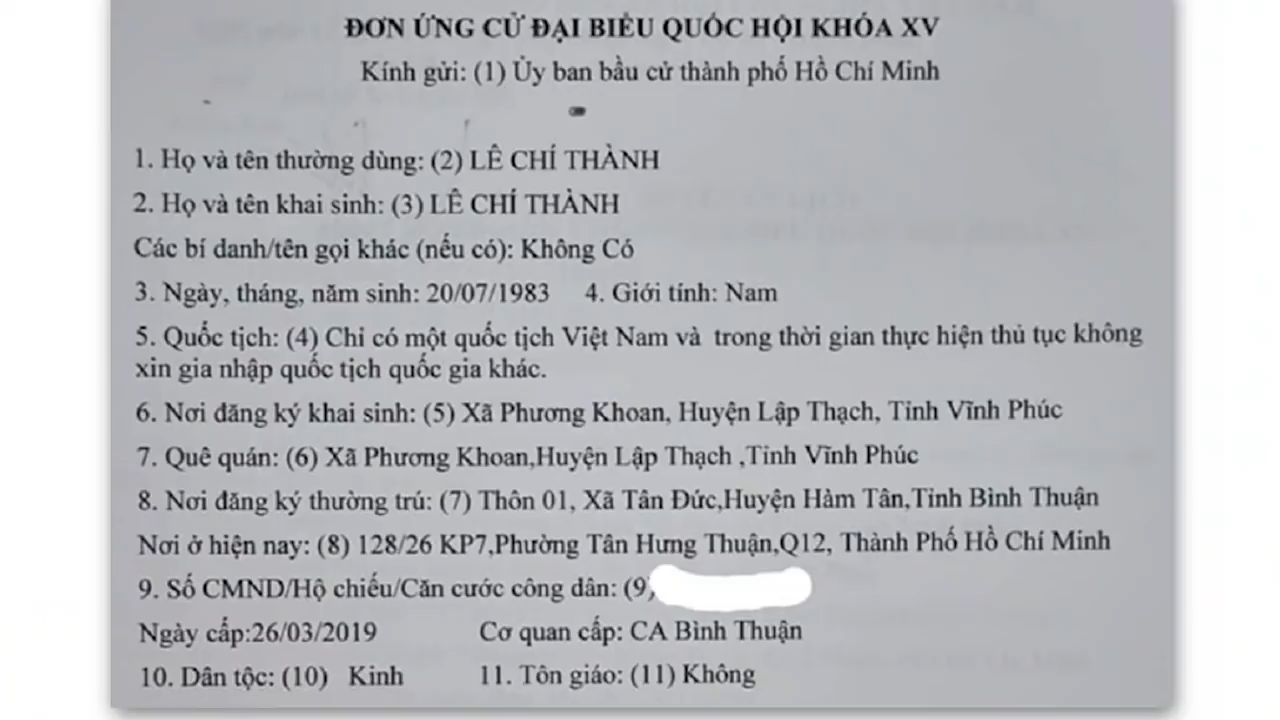 ĐƠN ỨNG CỬ ĐẠI BIỂU QUỐC HỘI KHÓA XV
Kính gửi: (1) Ủy ban bầu cử thành phố Hồ Chí Minh
1. Họ và tên thường dùng: (2) LÊ CHÍ THÀNH
2. Họ và tên khai sinh: (3) LÊ CHÍ THÀNH
Các bí danh/tên gọi khác (nếu có): Không Có
3. Ngày, tháng, năm sinh: 20/07/1983 4. Giới tính: Nam
5. Quốc tịch: (4) Chỉ có một quốc tịch Việt Nam và trong thời gian thực hiện thủ tục không
xin gia nhập quốc tịch quốc gia khác.
6. Nơi đăng ký khai sinh: (5) Xã Phương Khoan, Huyện Lập Thạch, Tỉnh Vĩnh Phúc
7. Quê quán: (6) Xã Phương Khoan,Huyện Lập Thạch ,Tỉnh Vĩnh Phúc
8. Nơi đăng ký thường trú: (7) Thôn 01, Xã Tân Đức,Huyện Hàm Tân,Tỉnh Bình Thuận
Nơi ở hiện nay: (8) 128/26 KP7,Phường Tân Hưng Thuận,Q12, Thành Phố Hồ Chí Minh
9. Số CMND/Hộ chiếu/Căn cước công dân: (9)
Ngày cấp:26/03/2019 Cơ quan cấp: CA Bình Thuận
10. Dân tộc: (10) Kinh 11. Tôn giáo: (11) Không